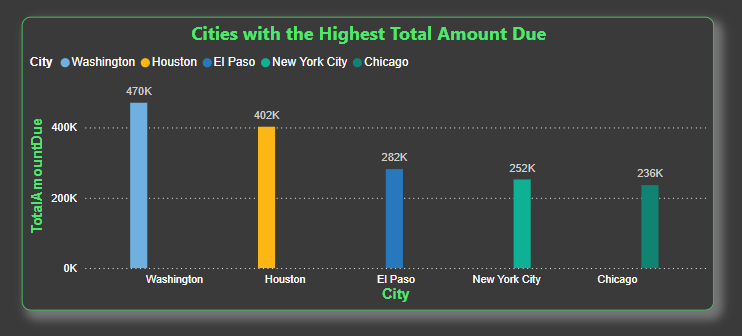 Cities with the Highest Total Amount Due
City Washington Houston El Paso New York City Chicago
470K
402K
282K
252K
236K
400K
200K
0K
TotalAmountDue
Washington Houston El Paso New York City Chicago
City